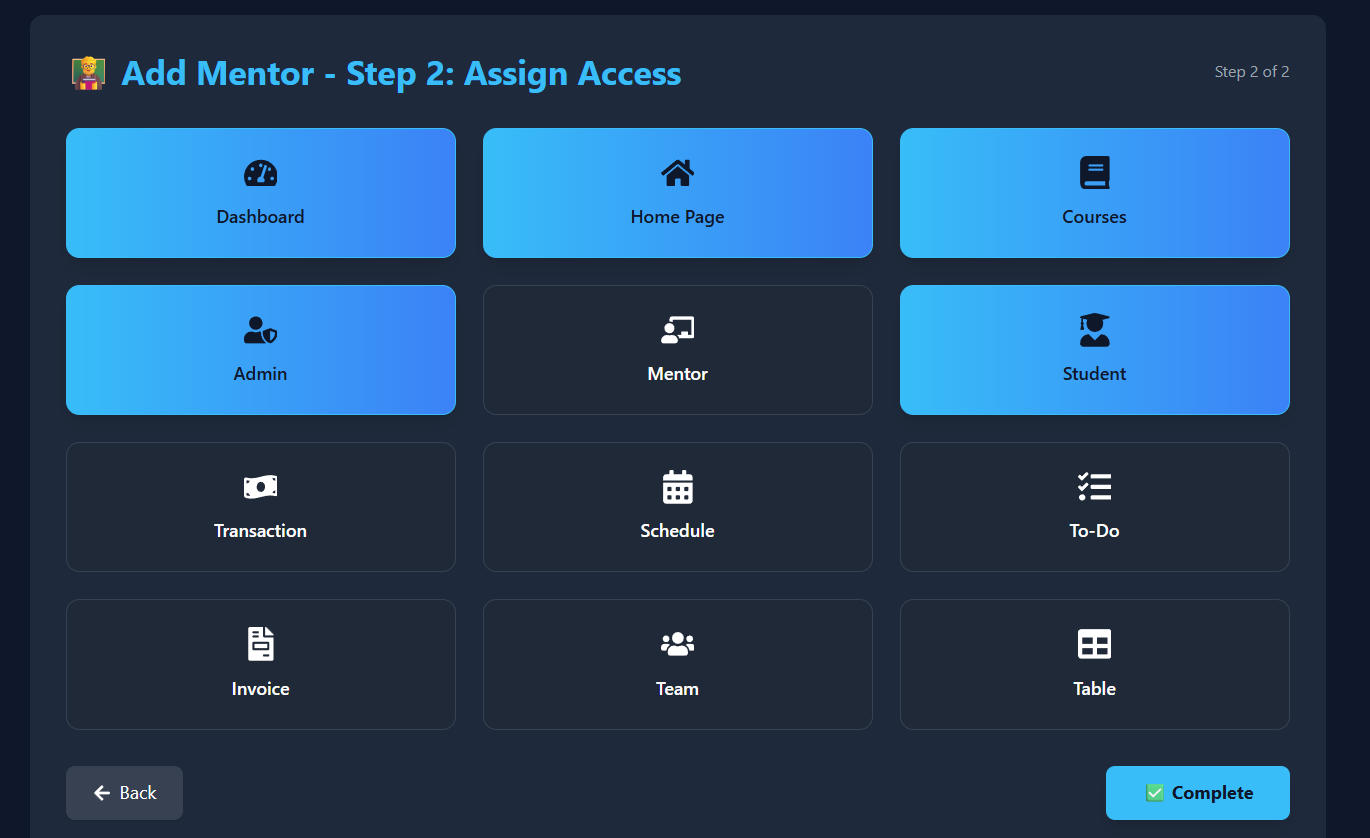 Add Mentor - Step 2: Assign Access
Step 2 of 2
Dashboard
Home Page
Courses
Admin
Mentor
Student
Transaction
Schedule
To-Do
Invoice
Team
Table
Back
Complete